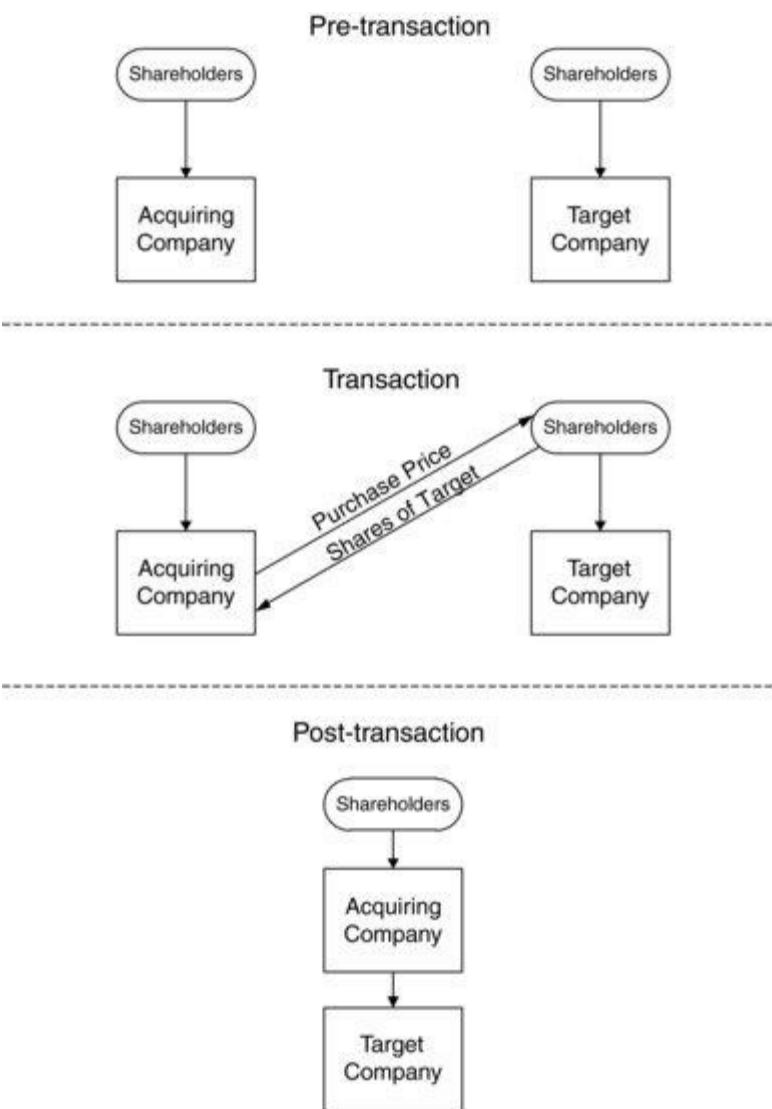 Pre-transaction
Shareholders
Shareholders
Acquiring
Company
Target
Company
Transaction
Shareholders
Shareholders
Purchase Price
Shares of Target
Acquiring
Company
Target
Company
Post-transaction
Shareholders
Acquiring
Company
Target
Company